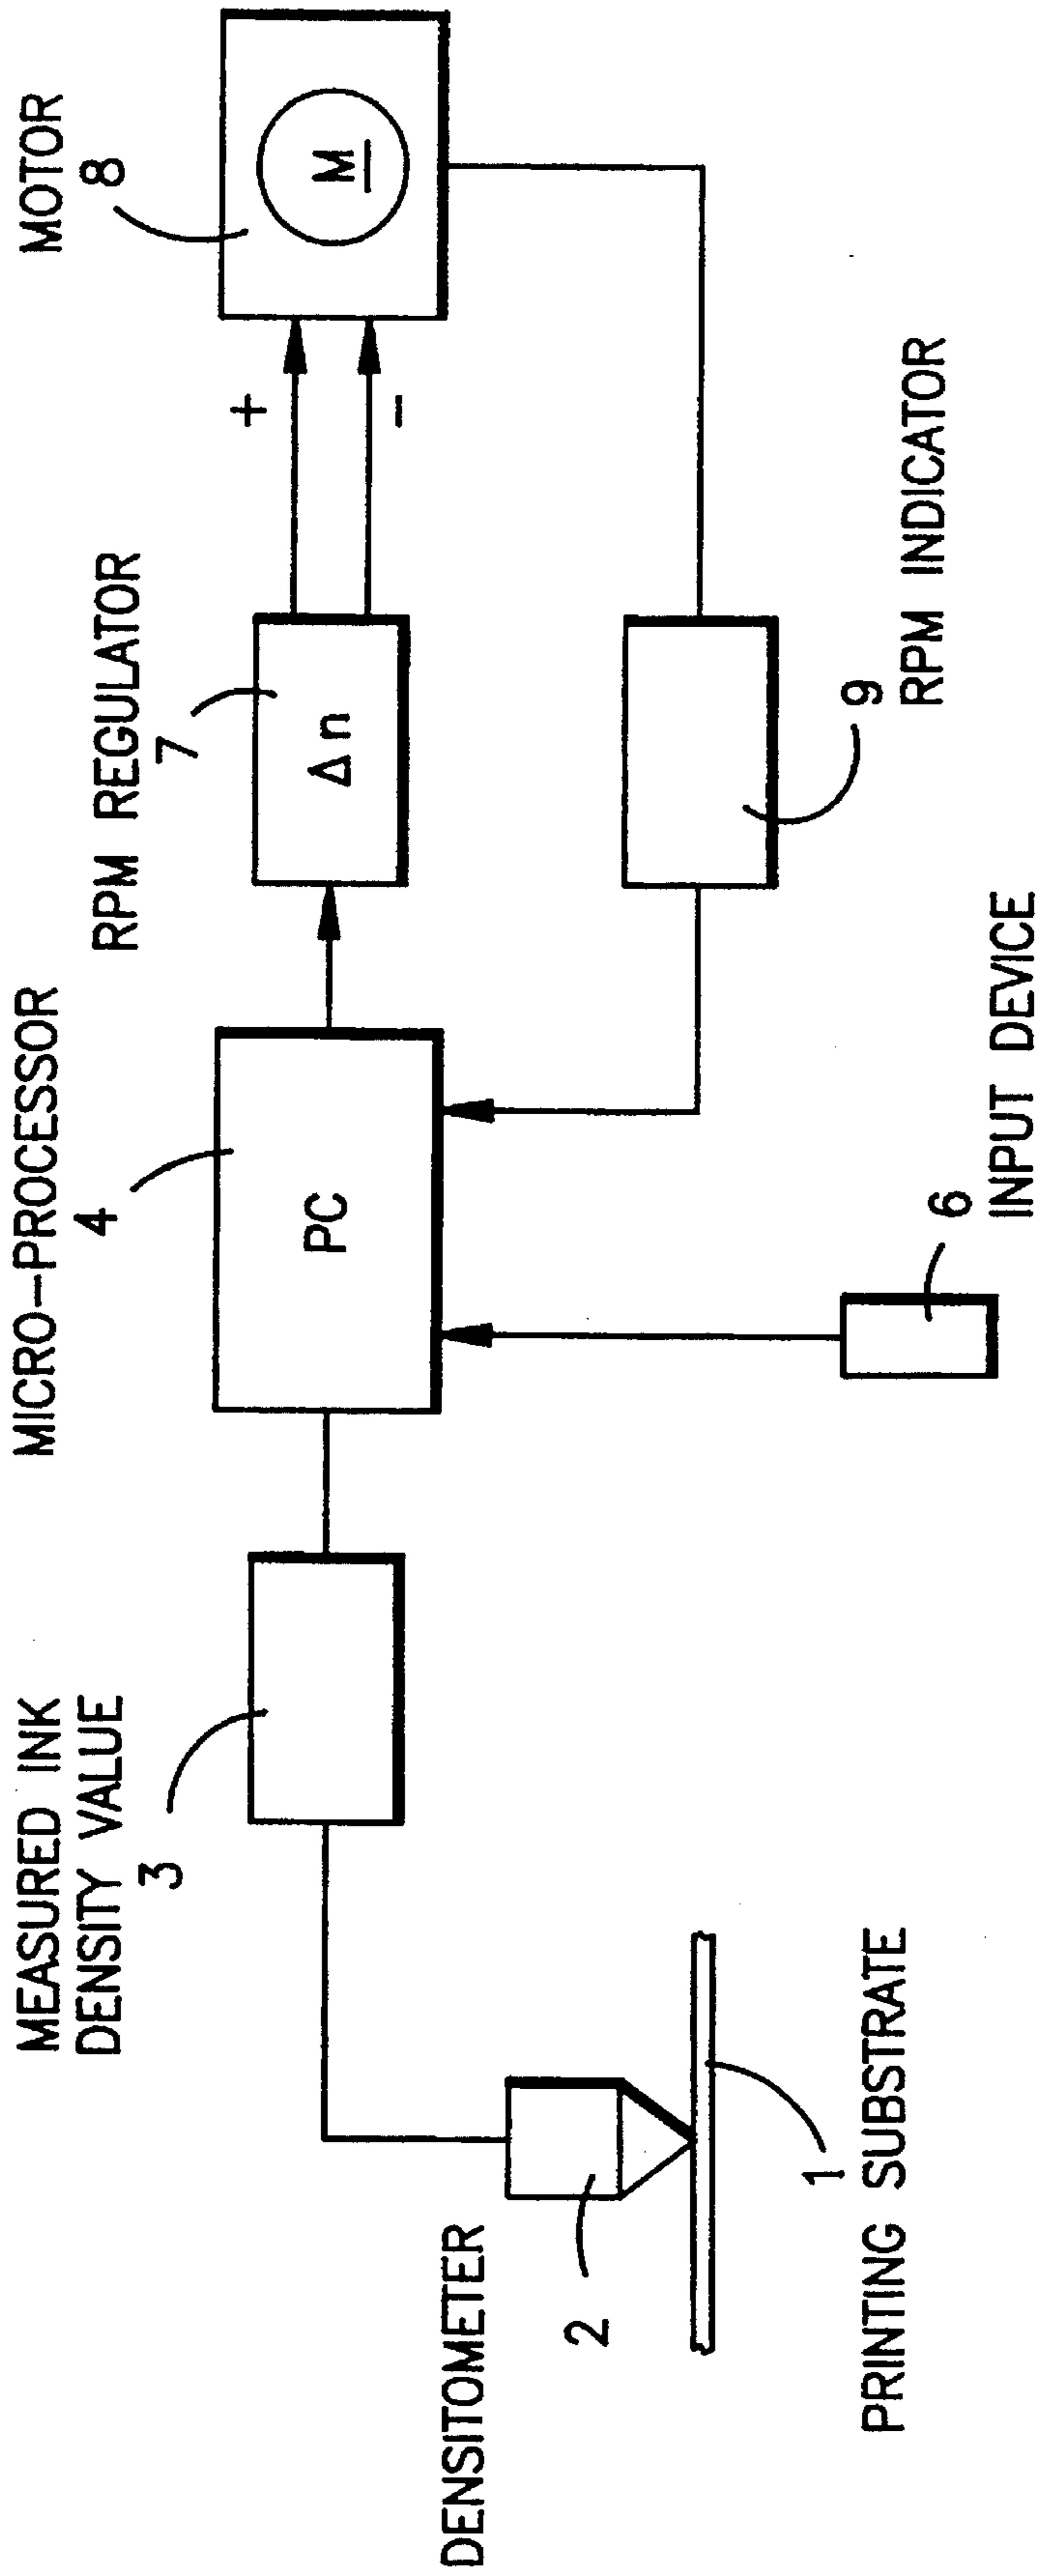 MEASURED INK
DENSITY VALUE
3
MICRO-PROCESSOR
4
PC
RPM REGULATOR
7
Δ n
MOTOR
8
M
+
-
DENSITOMETER
2
1
PRINTING SUBSTRATE
6
INPUT DEVICE
9
RPM INDICATOR